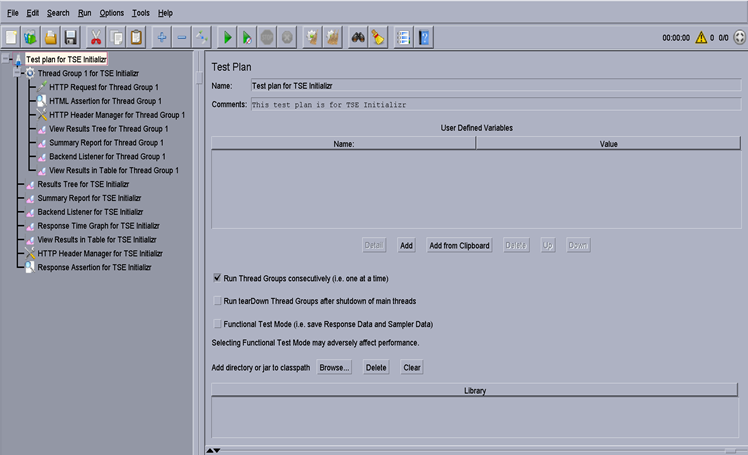 File Edit Search Run Options Tools Help
00:00:00 0 0/0
Test plan for TSE Initializr
Thread Group 1 for TSE Initializr
HTTP Request for Thread Group 1
HTML Assertion for Thread Group 1
HTTP Header Manager for Thread Group 1
View Results Tree for Thread Group 1
Summary Report for Thread Group 1
Backend Listener for Thread Group 1
View Results in Table for Thread Group 1
Results Tree for TSE Initializr
Summary Report for TSE Initializr
Backend Listener for TSE Initializr
Response Time Graph for TSE Initializr
View Results in Table for TSE Initializr
HTTP Header Manager for TSE Initializr
Response Assertion for TSE Initializr
Test Plan
Name: Test plan for TSE Initializr
Comments: This test plan is for TSE Initializr
User Defined Variables
Name: Value
Detail Add Add from Clipboard Delete Up Down
Run Thread Groups consecutively (i.e. one at a time)
Run tearDown Thread Groups after shutdown of main threads
Functional Test Mode (i.e. save Response Data and Sampler Data)
Selecting Functional Test Mode may adversely affect performance.
Add directory or jar to classpath Browse... Delete Clear
Library